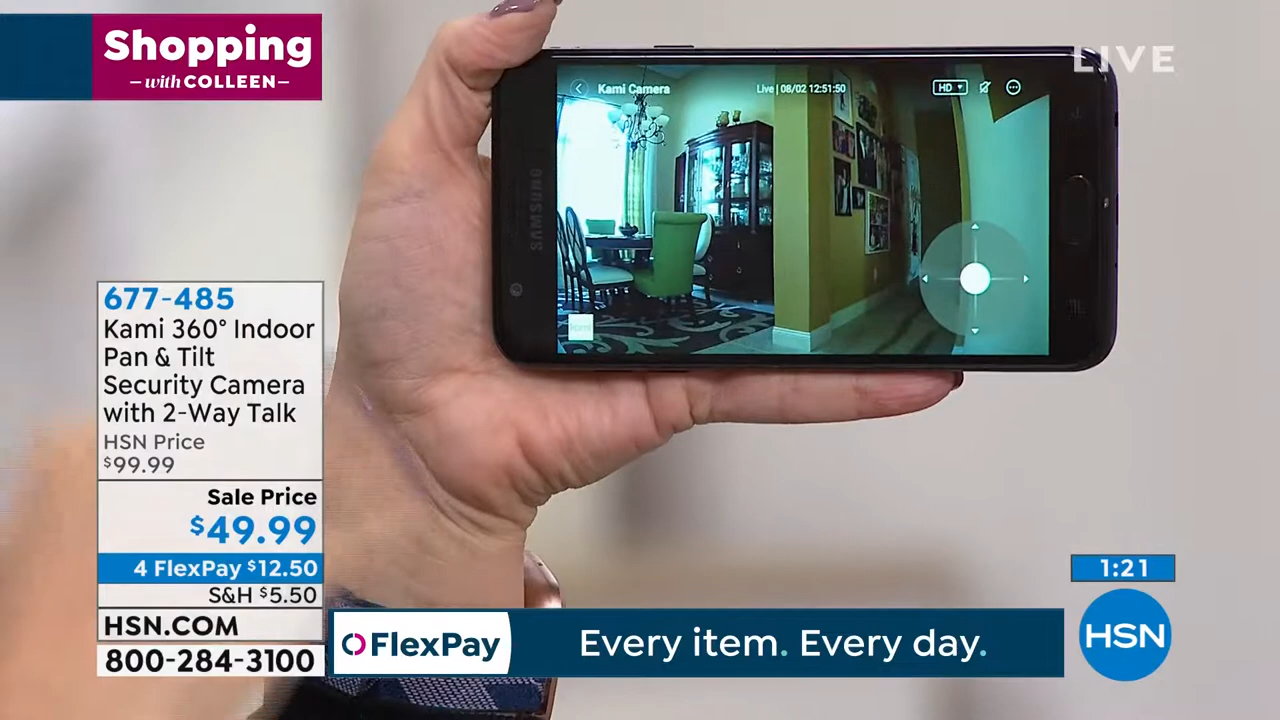 Shopping
–with COLLEEN–
LIVE
Kami Camera
Live | 08/02 12:51:50
HD
SAMSUNG
677-485
Kami 360° Indoor
Pan & Tilt
Security Camera
with 2-Way Talk
HSN Price
$99.99
Sale Price
$49.99
4 FlexPay $12.50
S&H $5.50
HSN.COM
800-284-3100
FlexPay
Every item. Every day.
1:21
HSN